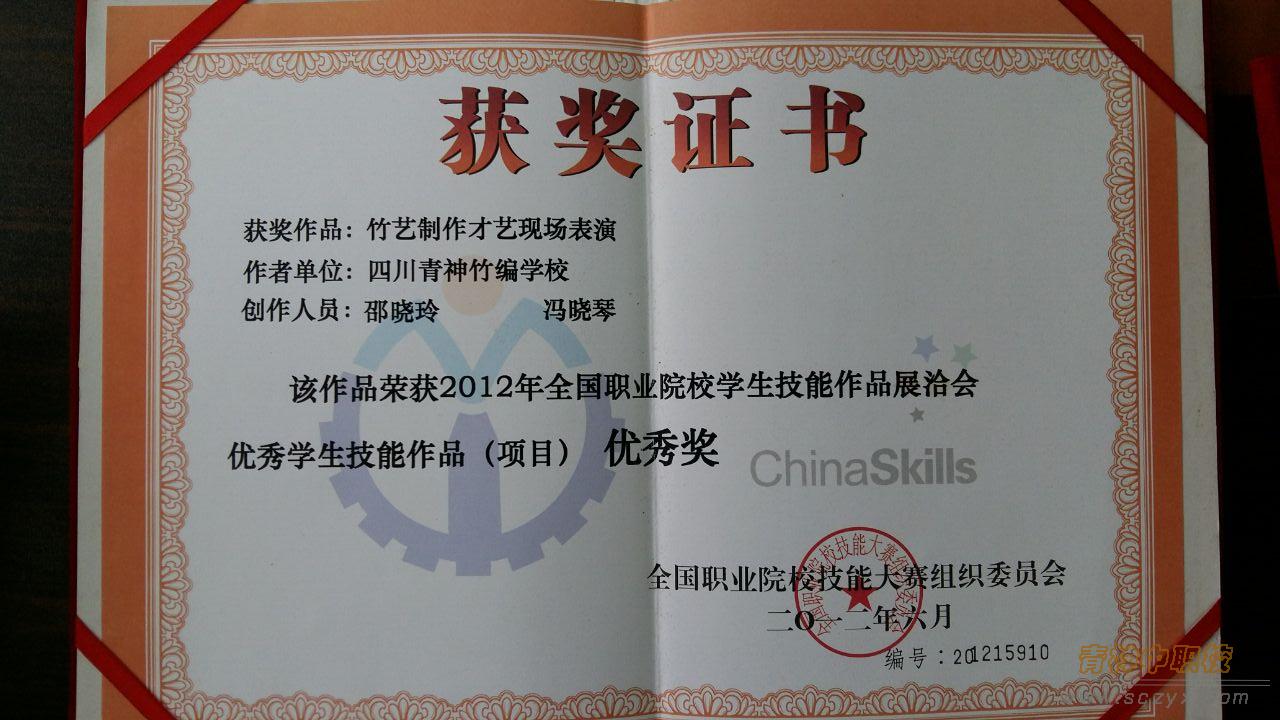 获奖证书
获奖作品：竹艺制作才艺现场表演
作者单位：四川青神竹编学校
创作人员：邵晓玲 冯晓琴
该作品荣获2012年全国职业院校学生技能作品展洽会
优秀学生技能作品（项目） 优秀奖
ChinaSkills
全国职业院校技能大赛组织委员会
二O一二年六月
编号：201215910